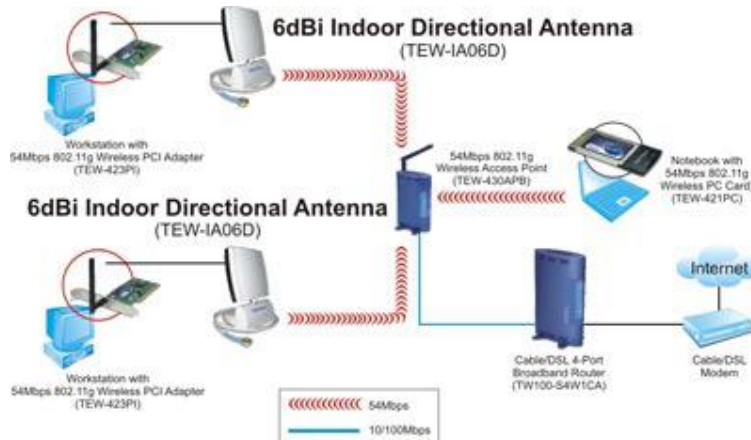 6dBi Indoor Directional Antenna
(TEW-IA06D)
Workstation with
54Mbps 802.11g Wireless PCI Adapter
(TEW-423PI)
54Mbps 802.11g
Wireless Access Point
(TEW-430APB)
Notebook with
54Mbps 802.11g
Wireless PC Card
(TEW-421PC)
6dBi Indoor Directional Antenna
(TEW-IA06D)
Internet
Workstation with
54Mbps 802.11g Wireless PCI Adapter
(TEW-423PI)
Cable/DSL 4-Port
Broadband Router
(TW100-S4W1CA)
Cable/DSL
Modem
54Mbps
10/100Mbps